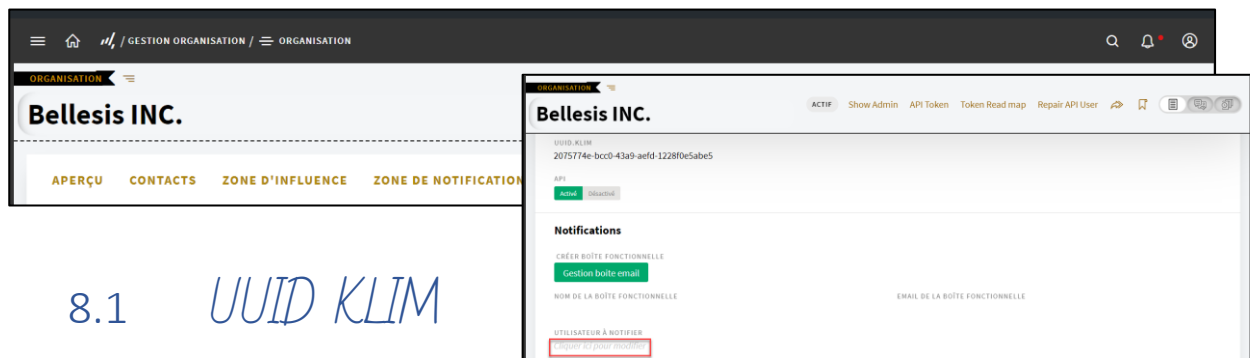 / GESTION ORGANISATION / ORGANISATION
ORGANISATION
Bellesis INC.
APERÇU CONTACTS ZONE D'INFLUENCE ZONE DE NOTIFICATION
ORGANISATION
Bellesis INC.
ACTIF Show Admin API Token Token Read map Repair API User
UUID.KLIM
2075774e-bcc0-43a9-aefd-1228f0e5abe5
API
Activé Désactivé
Notifications
CRÉER BOÎTE FONCTIONNELLE
Gestion boite email
NOM DE LA BOÎTE FONCTIONNELLE EMAIL DE LA BOÎTE FONCTIONNELLE
UTILISATEUR À NOTIFIER
Cliquer ici pour modifier
8.1 UUID KLIM